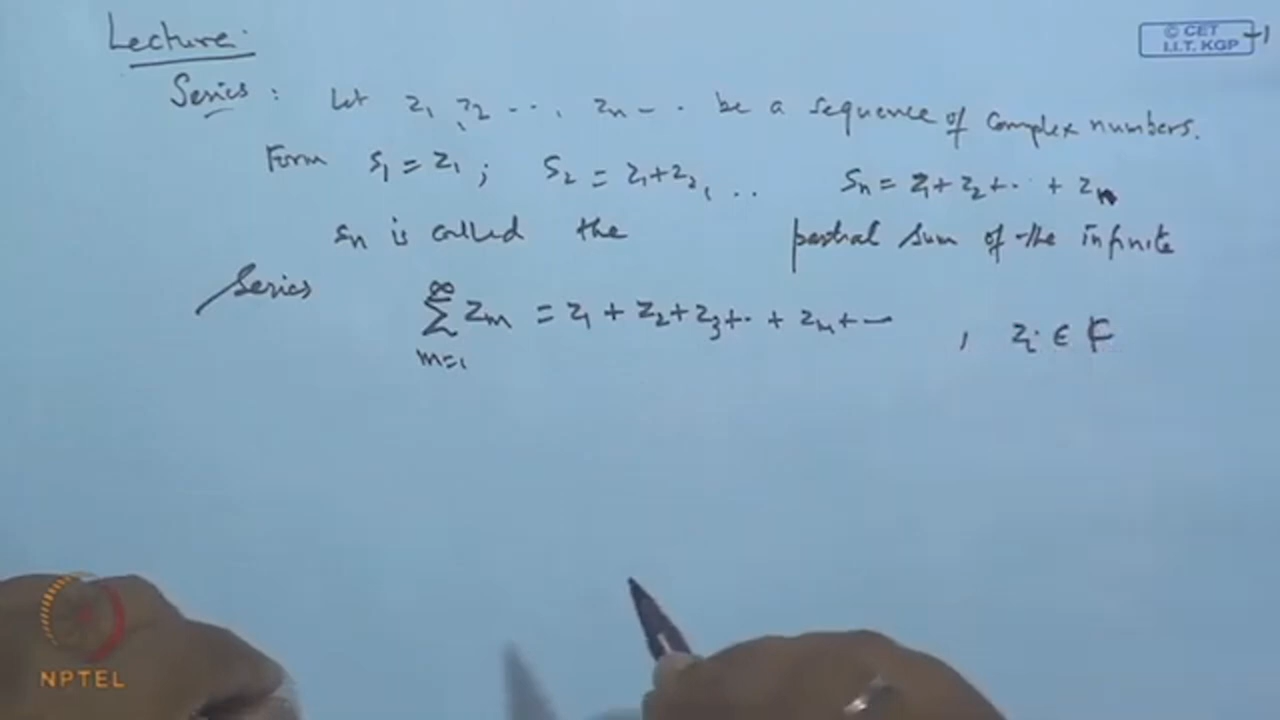 Lecture.
© CET
I.I.T. KGP
Series : Let z₁, z₂ ..., zₙ -.. be a sequence of Complex numbers.
Form s₁ = z₁ ; s₂ = z₁+z₂, .. sₙ = z₁+z₂+.. + zₙ
sₙ is called the partial sum of the infinite
Series ∑_{m=1}^{∞} zₘ = z₁ + z₂+z₃+.. + zₙ+-- , zᵢ ∈ ₵
NPTEL